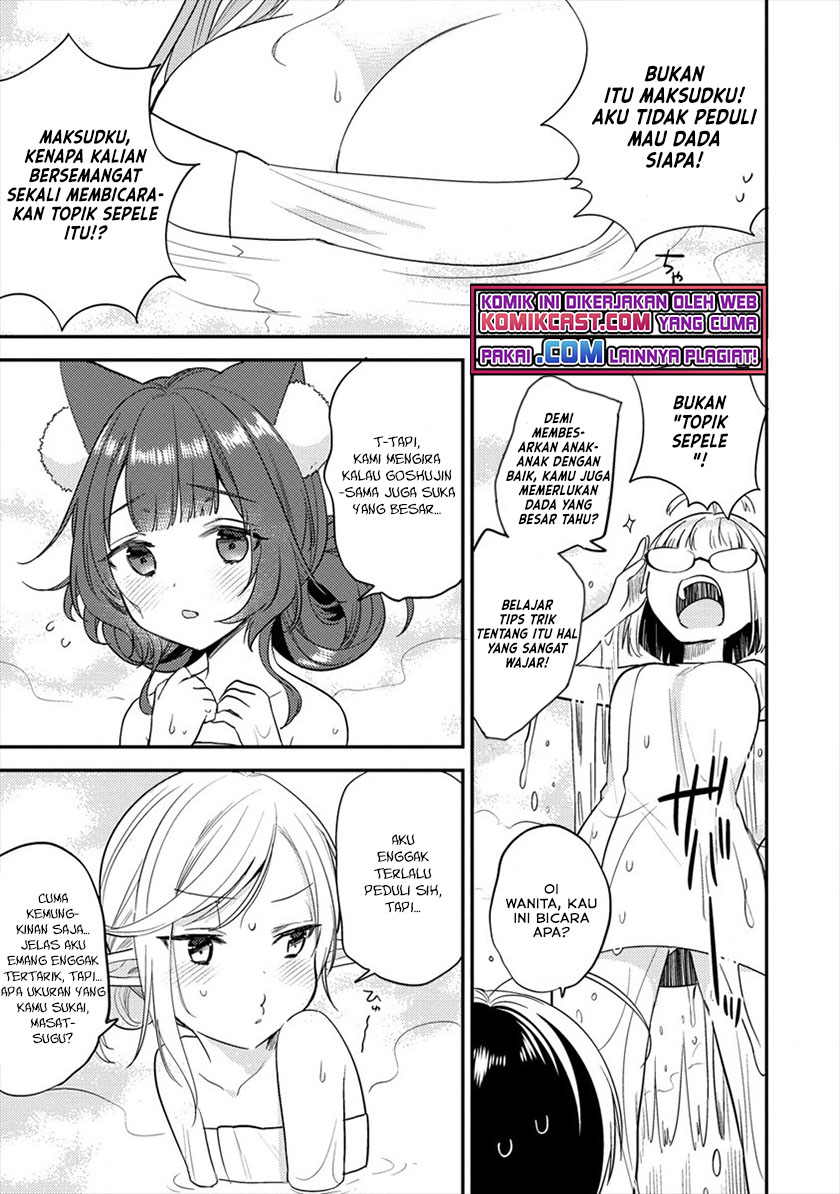 BUKAN
ITU MAKSUDKU!
AKU TIDAK PEDULI
MAU DADA
SIAPA!
MAKSUDKU,
KENAPA KALIAN
BERSEMANGAT
SEKALI MEMBICARA-
KAN TOPIK SEPELE
ITU!?
ちゃ
KOMIK INI DIKERJAKAN OLEH WEB
KOMIKCAST.COM YANG CUMA
PAKAI .COM LAINNYA PLAGIAT!
BUKAN
"TOPIK
SEPELE
"!
DEMI
MEMBE-
SARKAN ANAK-
ANAK DENGAN
BAIK, KAMU JUGA
MEMERLUKAN
DADA YANG
BESAR TAHU?
BELAJAR
TIPS TRIK
TENTANG ITU HAL
YANG SANGAT
WAJAR!
OI
WANITA, KAU
INI BICARA
APA?
T-TAPI,
KAMI MENGIRA
KALAU GOSHUJIN
-SAMA JUGA SUKA
YANG BESAR...
AKU
ENGGAK
TERLALU
PEDULI SIH,
TAPI...
CUMA
KEMUNG-
KINAN SAJA...
JELAS AKU
EMANG ENGGAK
TERTARIK, TAPI...
APA UKURAN YANG
KAMU SUKAI,
MASAT-
SUGU?